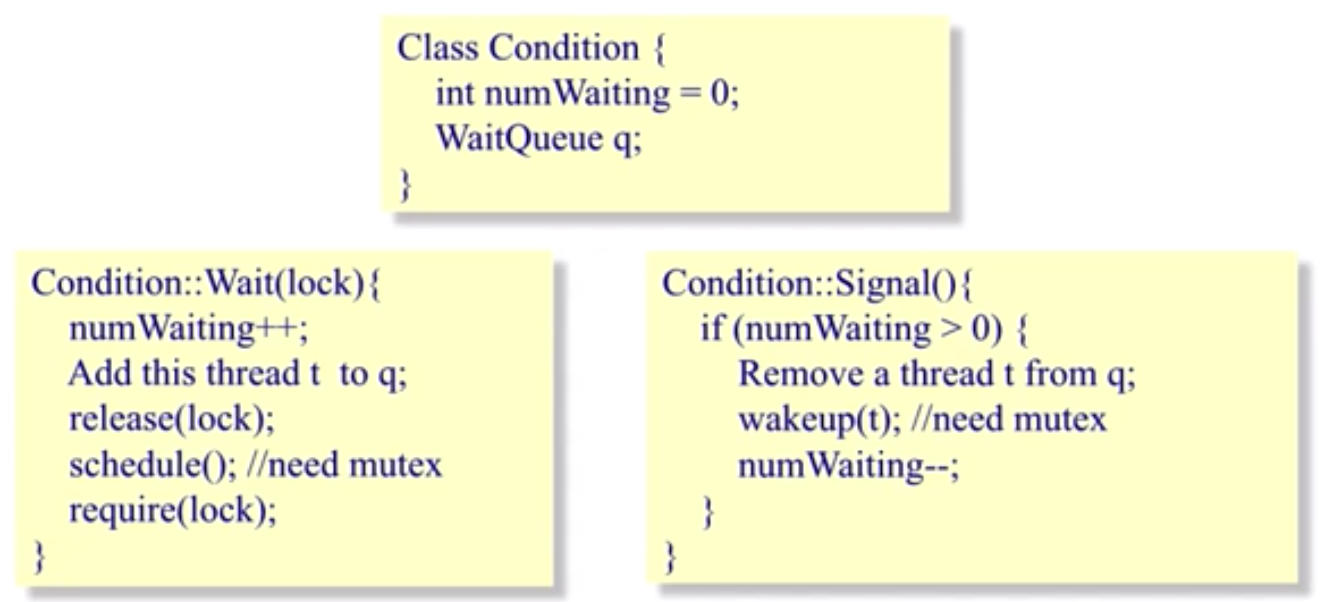 Class Condition {
int numWaiting = 0;
WaitQueue q;
}
Condition::Wait(lock){
numWaiting++;
Add this thread t to q;
release(lock);
schedule(); //need mutex
require(lock);
}
Condition::Signal(){
if (numWaiting > 0) {
Remove a thread t from q;
wakeup(t); //need mutex
numWaiting--;
}
}